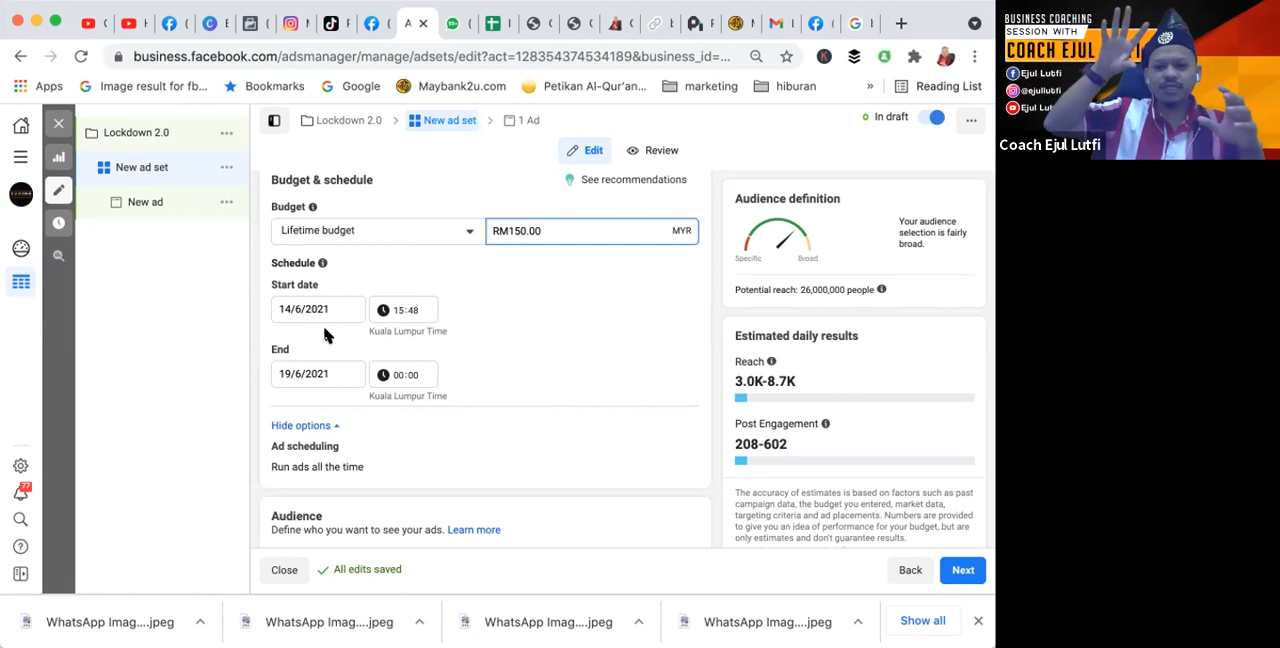 business.facebook.com/adsmanager/manage/adsets/edit?act=128354374534189&business_id=...
Apps
Image result for fb...
Bookmarks
Google
Maybank2u.com
Petikan Al-Qur'an...
marketing
hiburan
»
Reading List
Lockdown 2.0
New ad set
New ad
Lockdown 2.0
New ad set
1 Ad
In draft
Edit
Review
Budget & schedule
See recommendations
Budget
Lifetime budget
RM150.00
MYR
Schedule
Start date
14/6/2021
15:48
Kuala Lumpur Time
End
19/6/2021
00:00
Kuala Lumpur Time
Hide options
Ad scheduling
Run ads all the time
Audience
Define who you want to see your ads. Learn more
Audience definition
Specific
Broad
Your audience
selection is fairly
broad.
Potential reach: 26,000,000 people
Estimated daily results
Reach
3.0K-8.7K
Post Engagement
208-602
The accuracy of estimates is based on factors such as past
campaign data, the budget you entered, market data,
targeting criteria and ad placements. Numbers are provided
to give you an idea of performance for your budget, but are
only estimates and don't guarantee results.
Close
All edits saved
Back
Next
77
WhatsApp Imag....jpeg
WhatsApp Imag....jpeg
WhatsApp Imag....jpeg
WhatsApp Imag....jpeg
Show all
BUSINESS COACHING
SESSION WITH
COACH EJUL LUTFI
Ejul Lutfi
@ejullutfi
Ejul Lu
Coach Ejul Lutfi